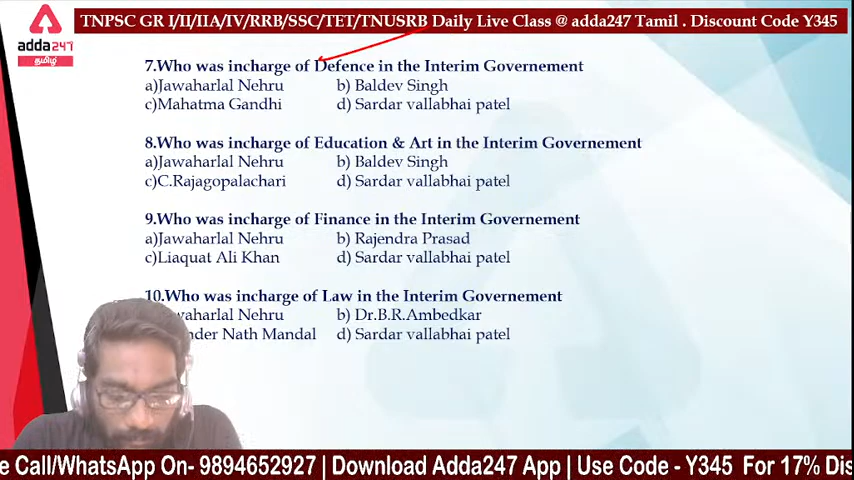 TNPSC GR I/II/IIA/IV/RRB/SSC/TET/TNUSRB Daily Live Class @ adda247 Tamil . Discount Code Y345
adda247
தமிழ்
7.Who was incharge of Defence in the Interim Governement
a)Jawaharlal Nehru b) Baldev Singh
c)Mahatma Gandhi d) Sardar vallabhai patel
8.Who was incharge of Education & Art in the Interim Governement
a)Jawaharlal Nehru b) Baldev Singh
c)C.Rajagopalachari d) Sardar vallabhai patel
9.Who was incharge of Finance in the Interim Governement
a)Jawaharlal Nehru b) Rajendra Prasad
c)Liaquat Ali Khan d) Sardar vallabhai patel
10.Who was incharge of Law in the Interim Governement
Nehru b) Dr.B.R.Ambedkar
Nath Mandal d) Sardar vallabhai patel
e Call/WhatsApp On- 9894652927 | Download Adda247 App | Use Code - Y345 For 17% Dis